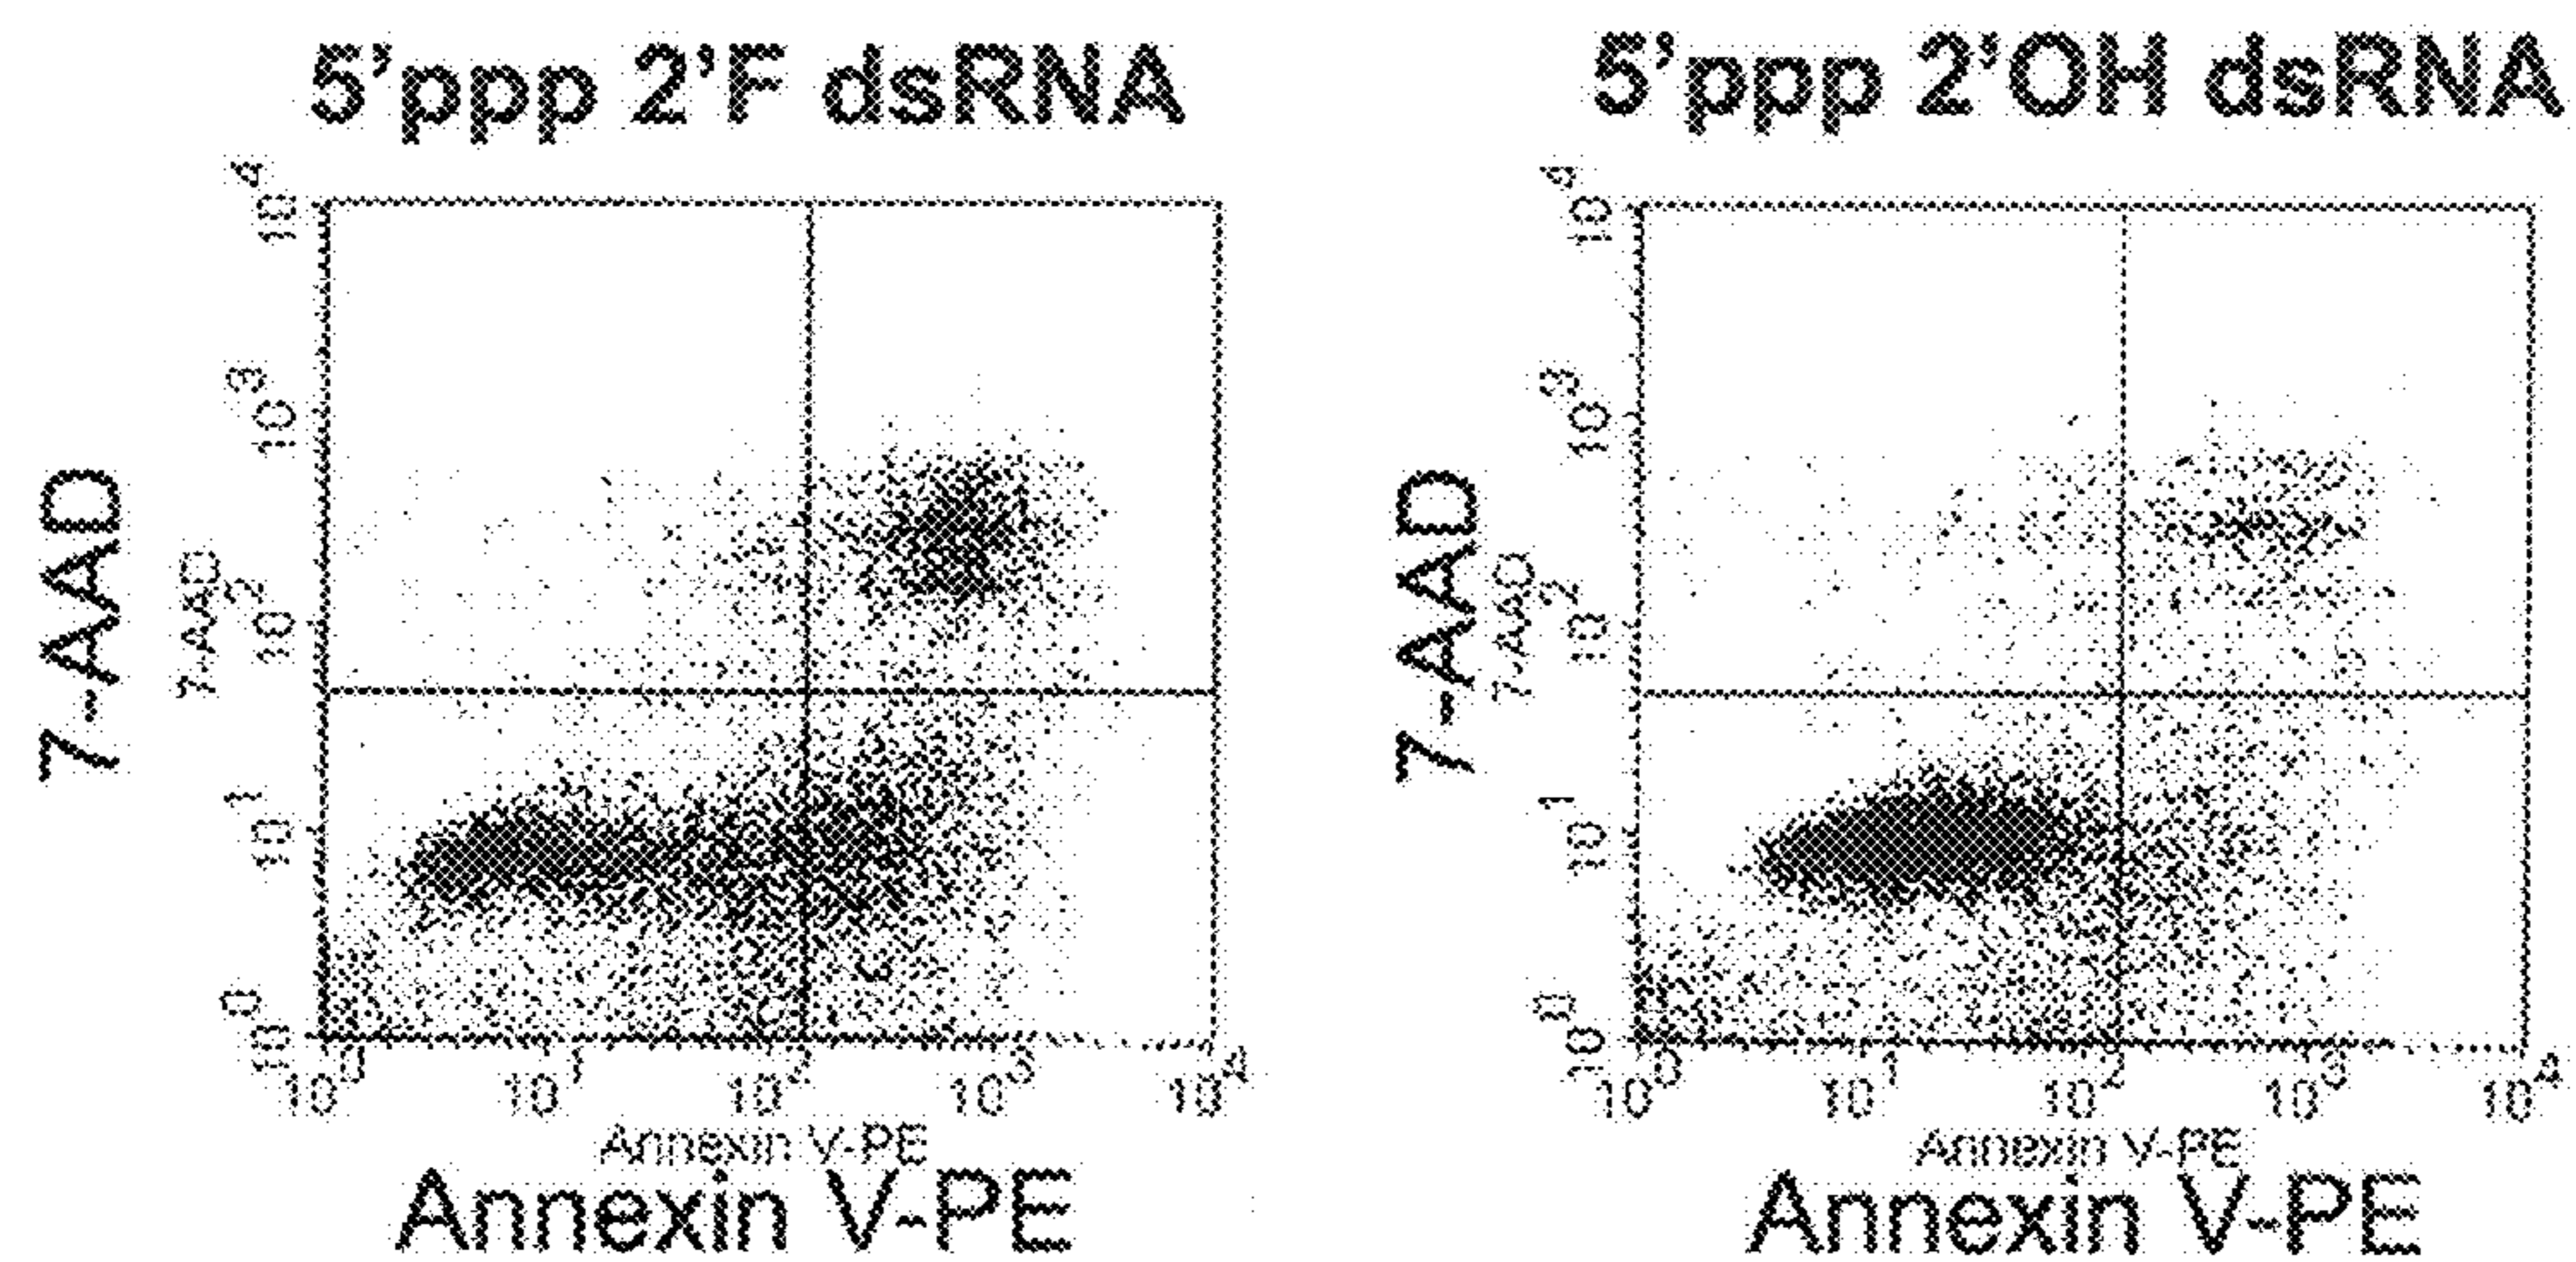 5'ppp 2'F dsRNA
7-AAD
7-AAD
10^4
10^3
10^2
10^1
10^0
10^0 10^1 10^2 10^3 10^4
Annexin V-PE
Annexin V-PE
5'ppp 2'OH dsRNA
7-AAD
7-AAD
10^4
10^3
10^2
10^1
10^0
10^0 10^1 10^2 10^3 10^4
Annexin V-PE
Annexin V-PE